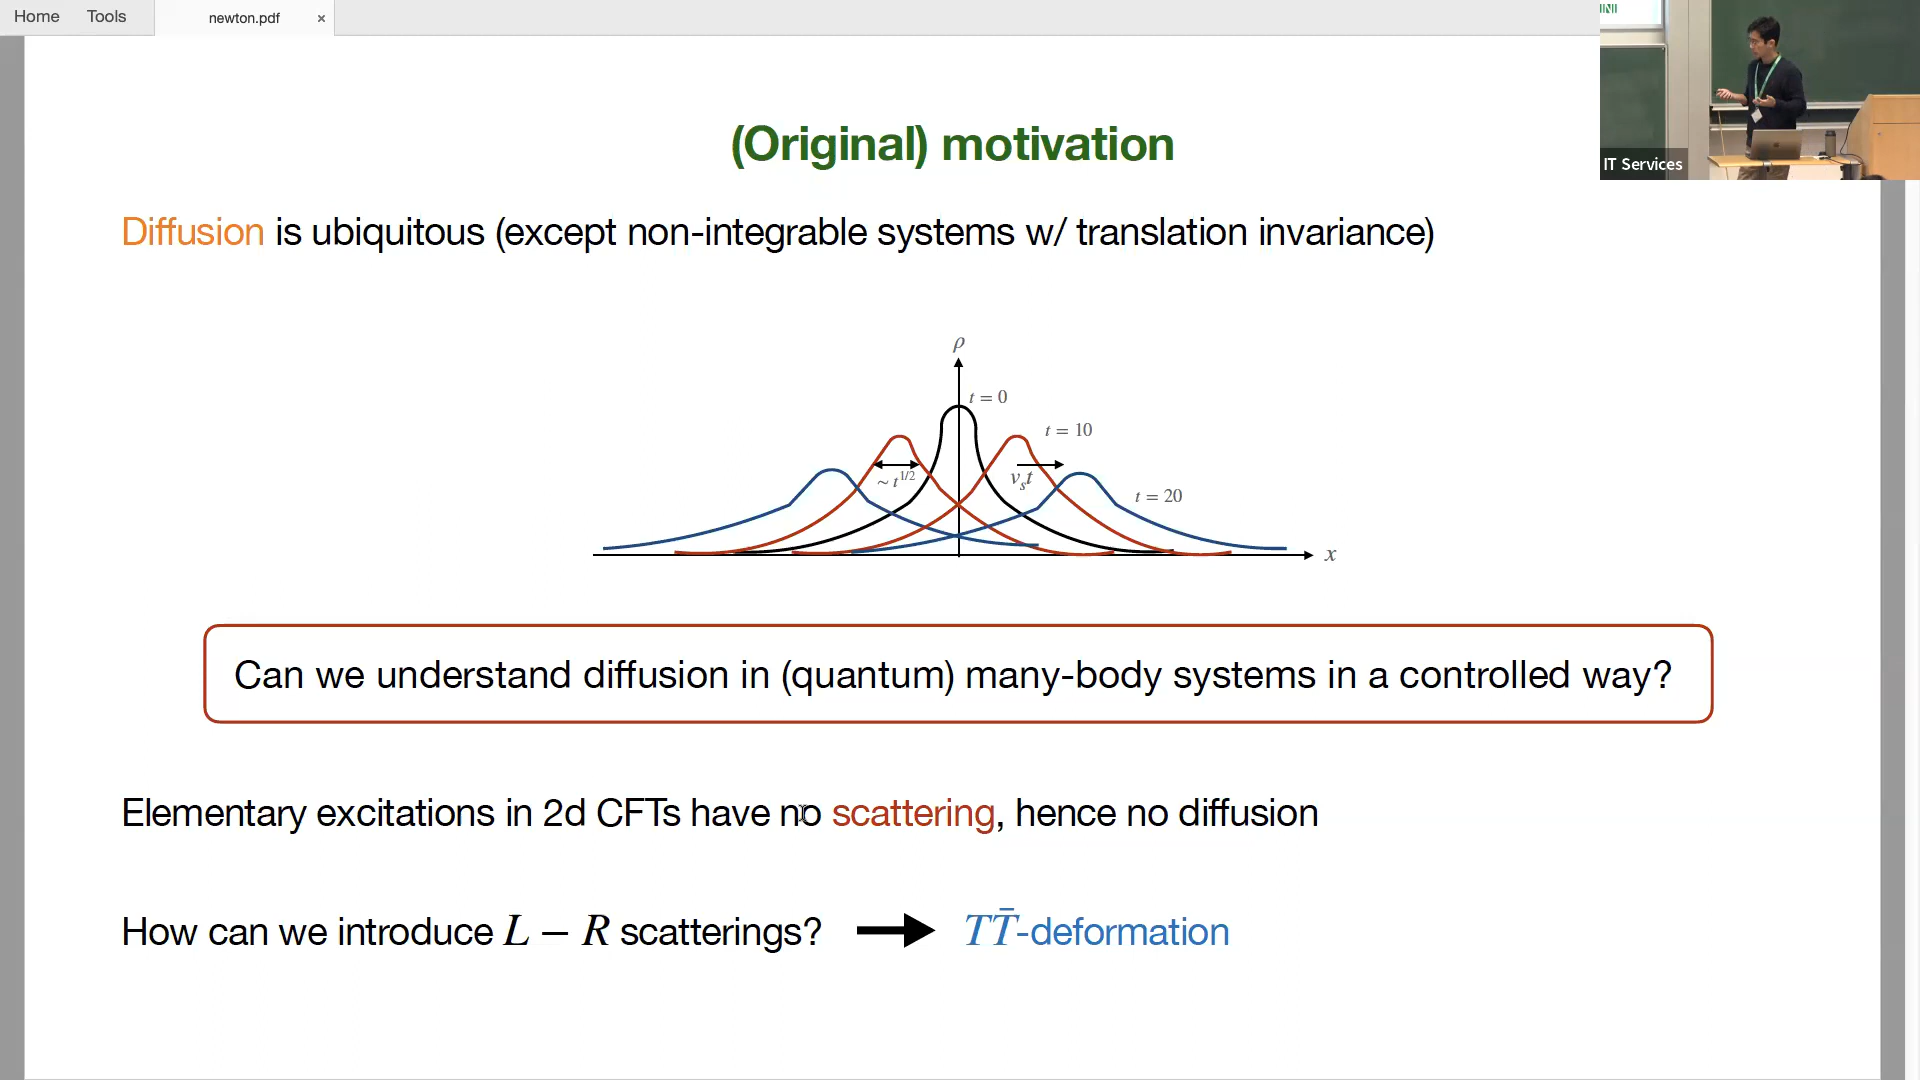 Home Tools newton.pdf ×
IT Services
(Original) motivation
Diffusion is ubiquitous (except non-integrable systems w/ translation invariance)
ρ
t = 0
t = 10
~ t^{1/2}
v_s t
t = 20
x
Can we understand diffusion in (quantum) many-body systems in a controlled way?
Elementary excitations in 2d CFTs have no scattering, hence no diffusion
How can we introduce L − R scatterings? → TT̄-deformation